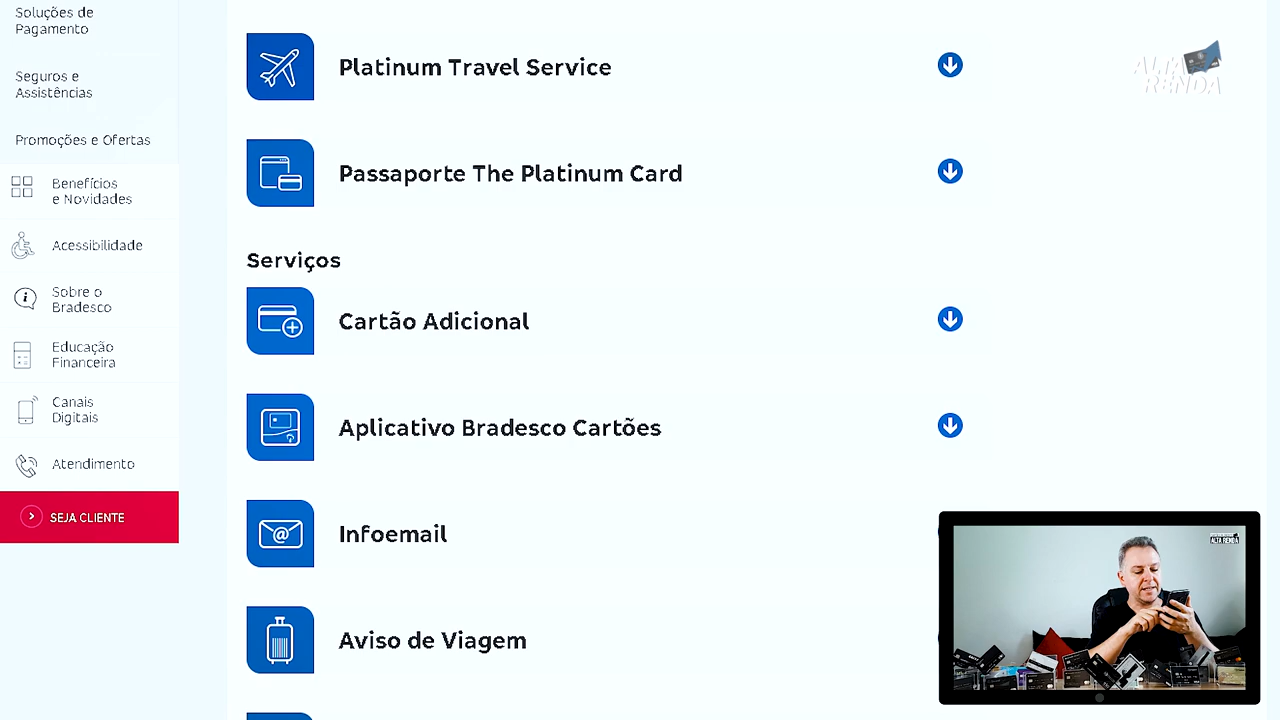 Soluções de
Pagamento
Seguros e
Assistências
Promoções e Ofertas
Benefícios
e Novidades
Acessibilidade
Sobre o
Bradesco
Educação
Financeira
Canais
Digitais
Atendimento
SEJA CLIENTE
Platinum Travel Service
Passaporte The Platinum Card
Serviços
Cartão Adicional
Aplicativo Bradesco Cartões
Infoemail
Aviso de Viagem
ALTA
RENDA
ALTA RENDA